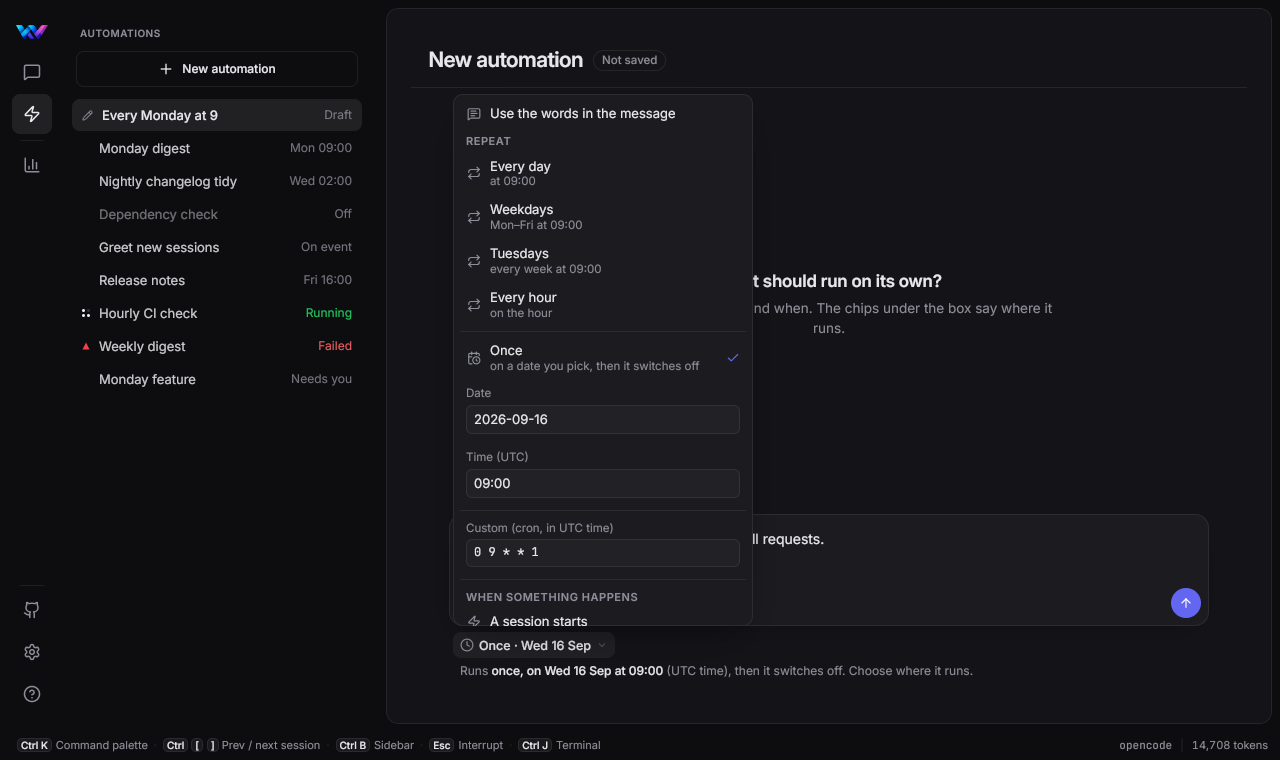 AUTOMATIONS
New automation
Every Monday at 9 Draft
Monday digest Mon 09:00
Nightly changelog tidy Wed 02:00
Dependency check Off
Greet new sessions On event
Release notes Fri 16:00
Hourly CI check Running
Weekly digest Failed
Monday feature Needs you
New automation Not saved
Use the words in the message
REPEAT
Every day
at 09:00
Weekdays
Mon–Fri at 09:00
Tuesdays
every week at 09:00
Every hour
on the hour
Once
on a date you pick, then it switches off
Date
2026-09-16
Time (UTC)
09:00
Custom (cron, in UTC time)
0 9 * * 1
WHEN SOMETHING HAPPENS
A session starts
should run on its own?
and when. The chips under the box say where it
runs.
requests.
Once · Wed 16 Sep
Runs once, on Wed 16 Sep at 09:00 (UTC time), then it switches off. Choose where it runs.
Ctrl K Command palette · Ctrl [ ] Prev / next session · Ctrl B Sidebar · Esc Interrupt · Ctrl J Terminal
opencode 14,708 tokens